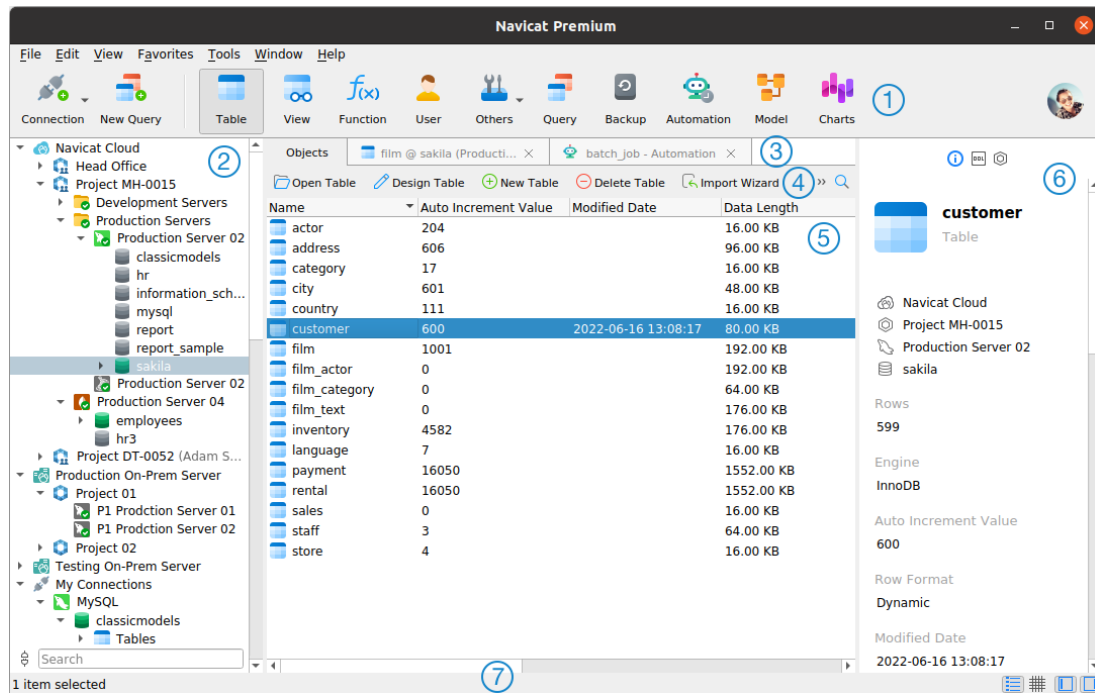 Navicat Premium
File Edit View Favorites Tools Window Help
Connection New Query Table View Function User Others Query Backup Automation Model Charts
f(x)
1
Navicat Cloud
Head Office
Project MH-0015
Development Servers
Production Servers
Production Server 02
classicmodels
hr
information_sch...
mysql
report
report_sample
sakila
Production Server 02
Production Server 04
employees
hr3
Project DT-0052 (Adam S...
Production On-Prem Server
Project 01
P1 Prodction Server 01
P1 Prodction Server 02
Project 02
Testing On-Prem Server
My Connections
MySQL
classicmodels
Tables
Search
2
Objects film @ sakila (Producti... batch_job - Automation 3
Open Table Design Table New Table Delete Table Import Wizard 4 »
Name Auto Increment Value Modified Date Data Length
actor 204 16.00 KB
address 606 96.00 KB
category 17 16.00 KB
city 601 48.00 KB
country 111 16.00 KB
customer 600 2022-06-16 13:08:17 80.00 KB
film 1001 192.00 KB
film_actor 0 192.00 KB
film_category 0 64.00 KB
film_text 0 176.00 KB
inventory 4582 176.00 KB
language 7 16.00 KB
payment 16050 1552.00 KB
rental 16050 1552.00 KB
sales 0 16.00 KB
staff 3 64.00 KB
store 4 16.00 KB
5
DDL
6
customer
Table
Navicat Cloud
Project MH-0015
Production Server 02
sakila
Rows
599
Engine
InnoDB
Auto Increment Value
600
Row Format
Dynamic
Modified Date
2022-06-16 13:08:17
7
1 item selected